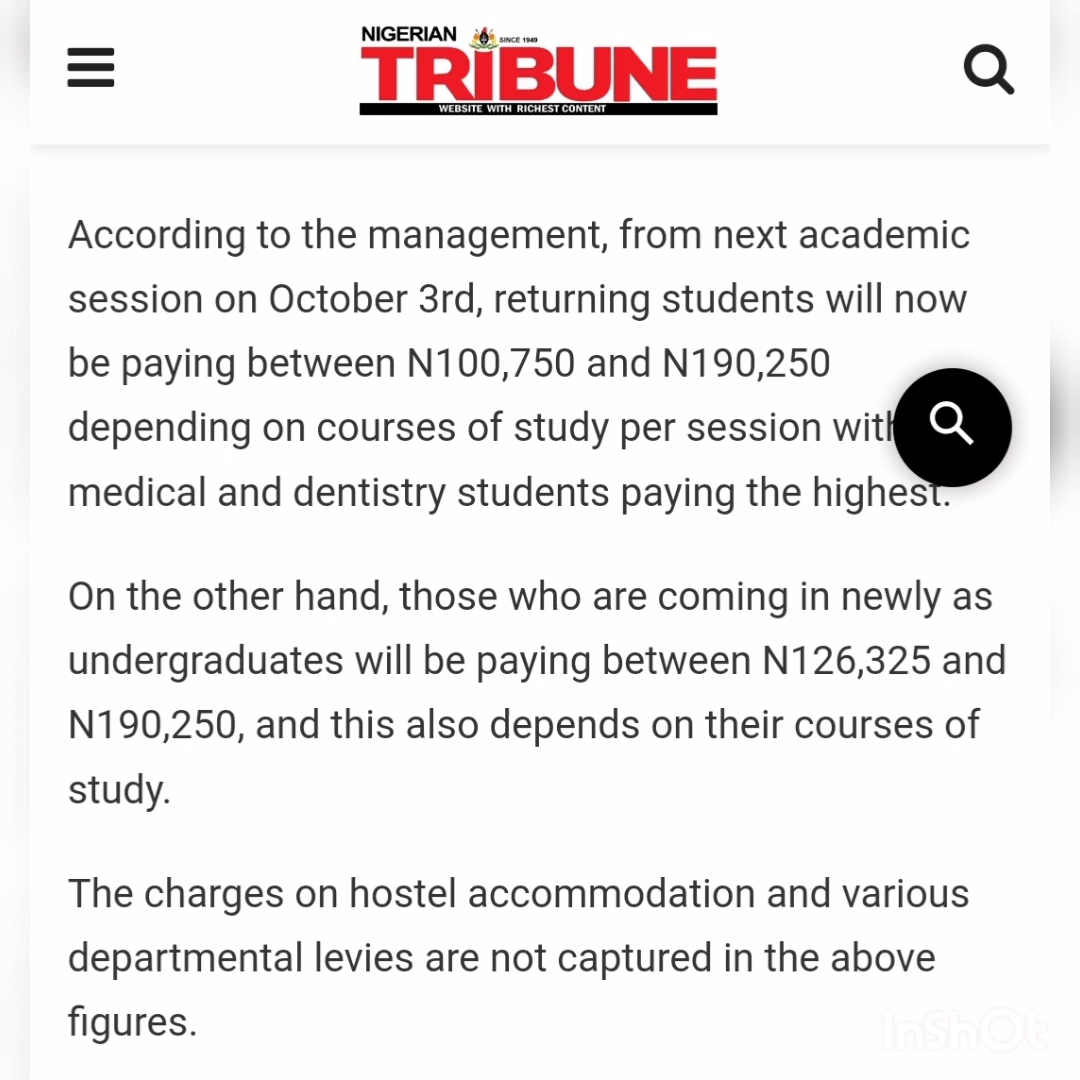 NIGERIAN
SINCE 1949
TRIBUNE
WEBSITE WITH RICHEST CONTENT
According to the management, from next academic
session on October 3rd, returning students will now
be paying between N100,750 and N190,250
depending on courses of study per session with
medical and dentistry students paying the highest.
On the other hand, those who are coming in newly as
undergraduates will be paying between N126,325 and
N190,250, and this also depends on their courses of
study.
The charges on hostel accommodation and various
departmental levies are not captured in the above
figures.
InShOt